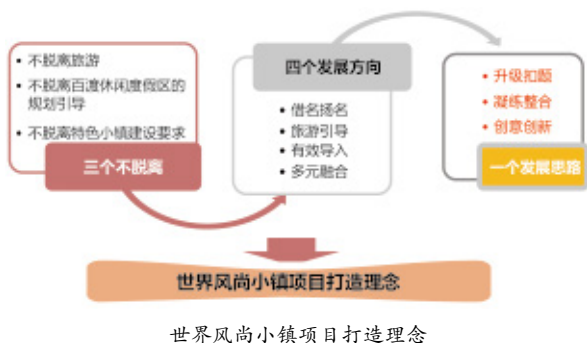 • 不脱离旅游
• 不脱离百渡休闲度假区的
规划引导
• 不脱离特色小镇建设要求
三个不脱离
四个发展方向
• 借名扬名
• 旅游引导
• 有效导入
• 多元融合
• 升级扣题
• 凝练整合
• 创意创新
一个发展思路
世界风尚小镇项目打造理念
世界风尚小镇项目打造理念